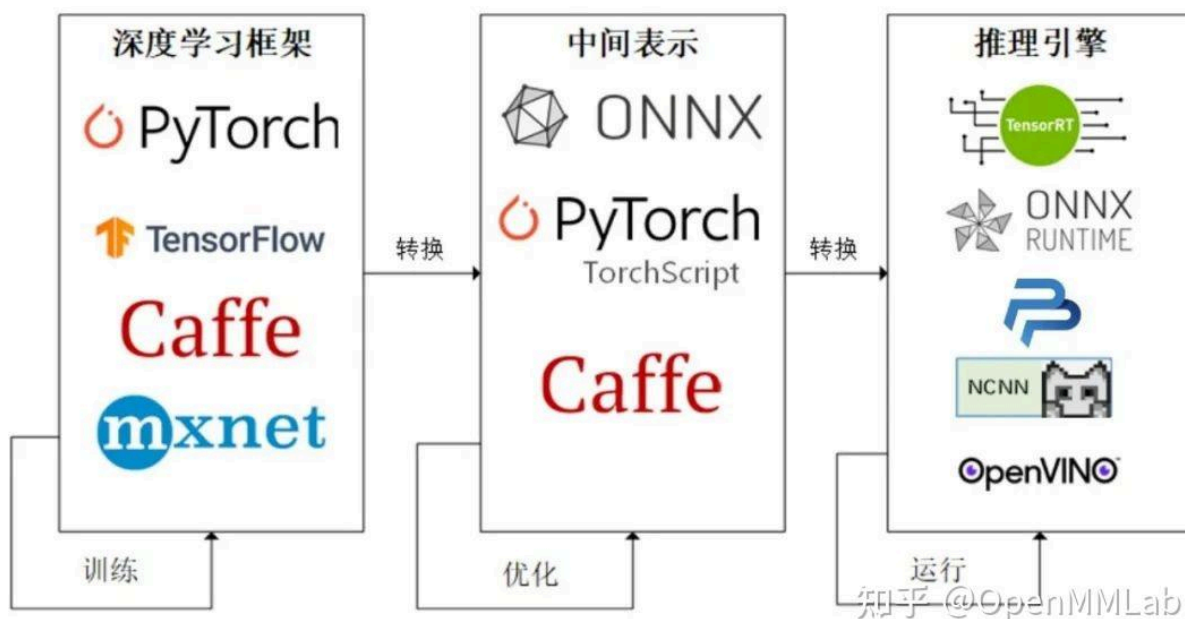 深度学习框架
PyTorch
TensorFlow
Caffe
mxnet
训练
转换
中间表示
ONNX
PyTorch
TorchScript
Caffe
优化
转换
推理引擎
TensorRT
ONNX
RUNTIME
NCNN
OpenVINO
运行
知乎 @OpenMMLab